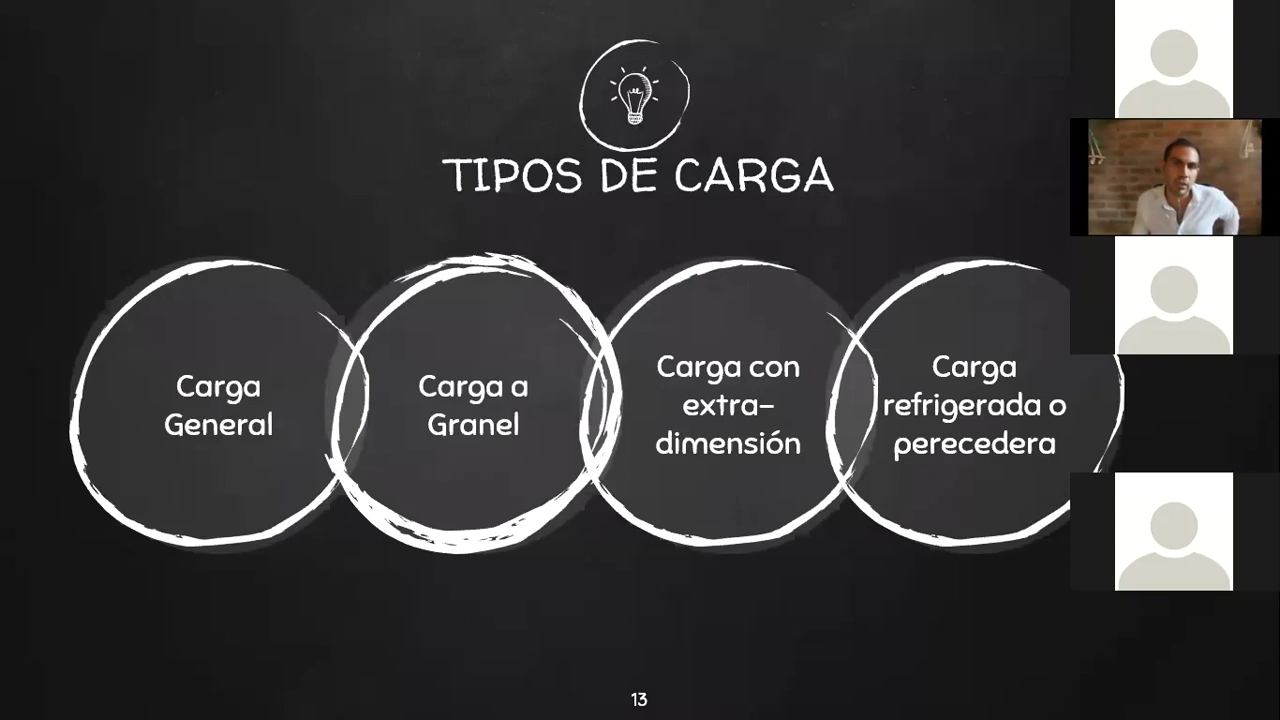 TIPOS DE CARGA
Carga
General
Carga a
Granel
Carga con
extra-
dimensión
Carga
refrigerada o
perecedera
13